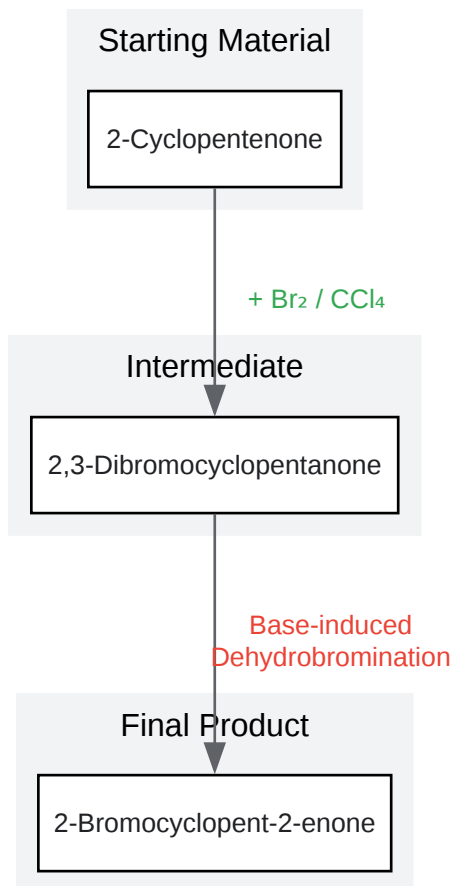 Starting Material
2-Cyclopentenone
+ Br₂ / CCl₄
Intermediate
2,3-Dibromocyclopentanone
Base-induced
Dehydrobromination
Final Product
2-Bromocyclopent-2-enone